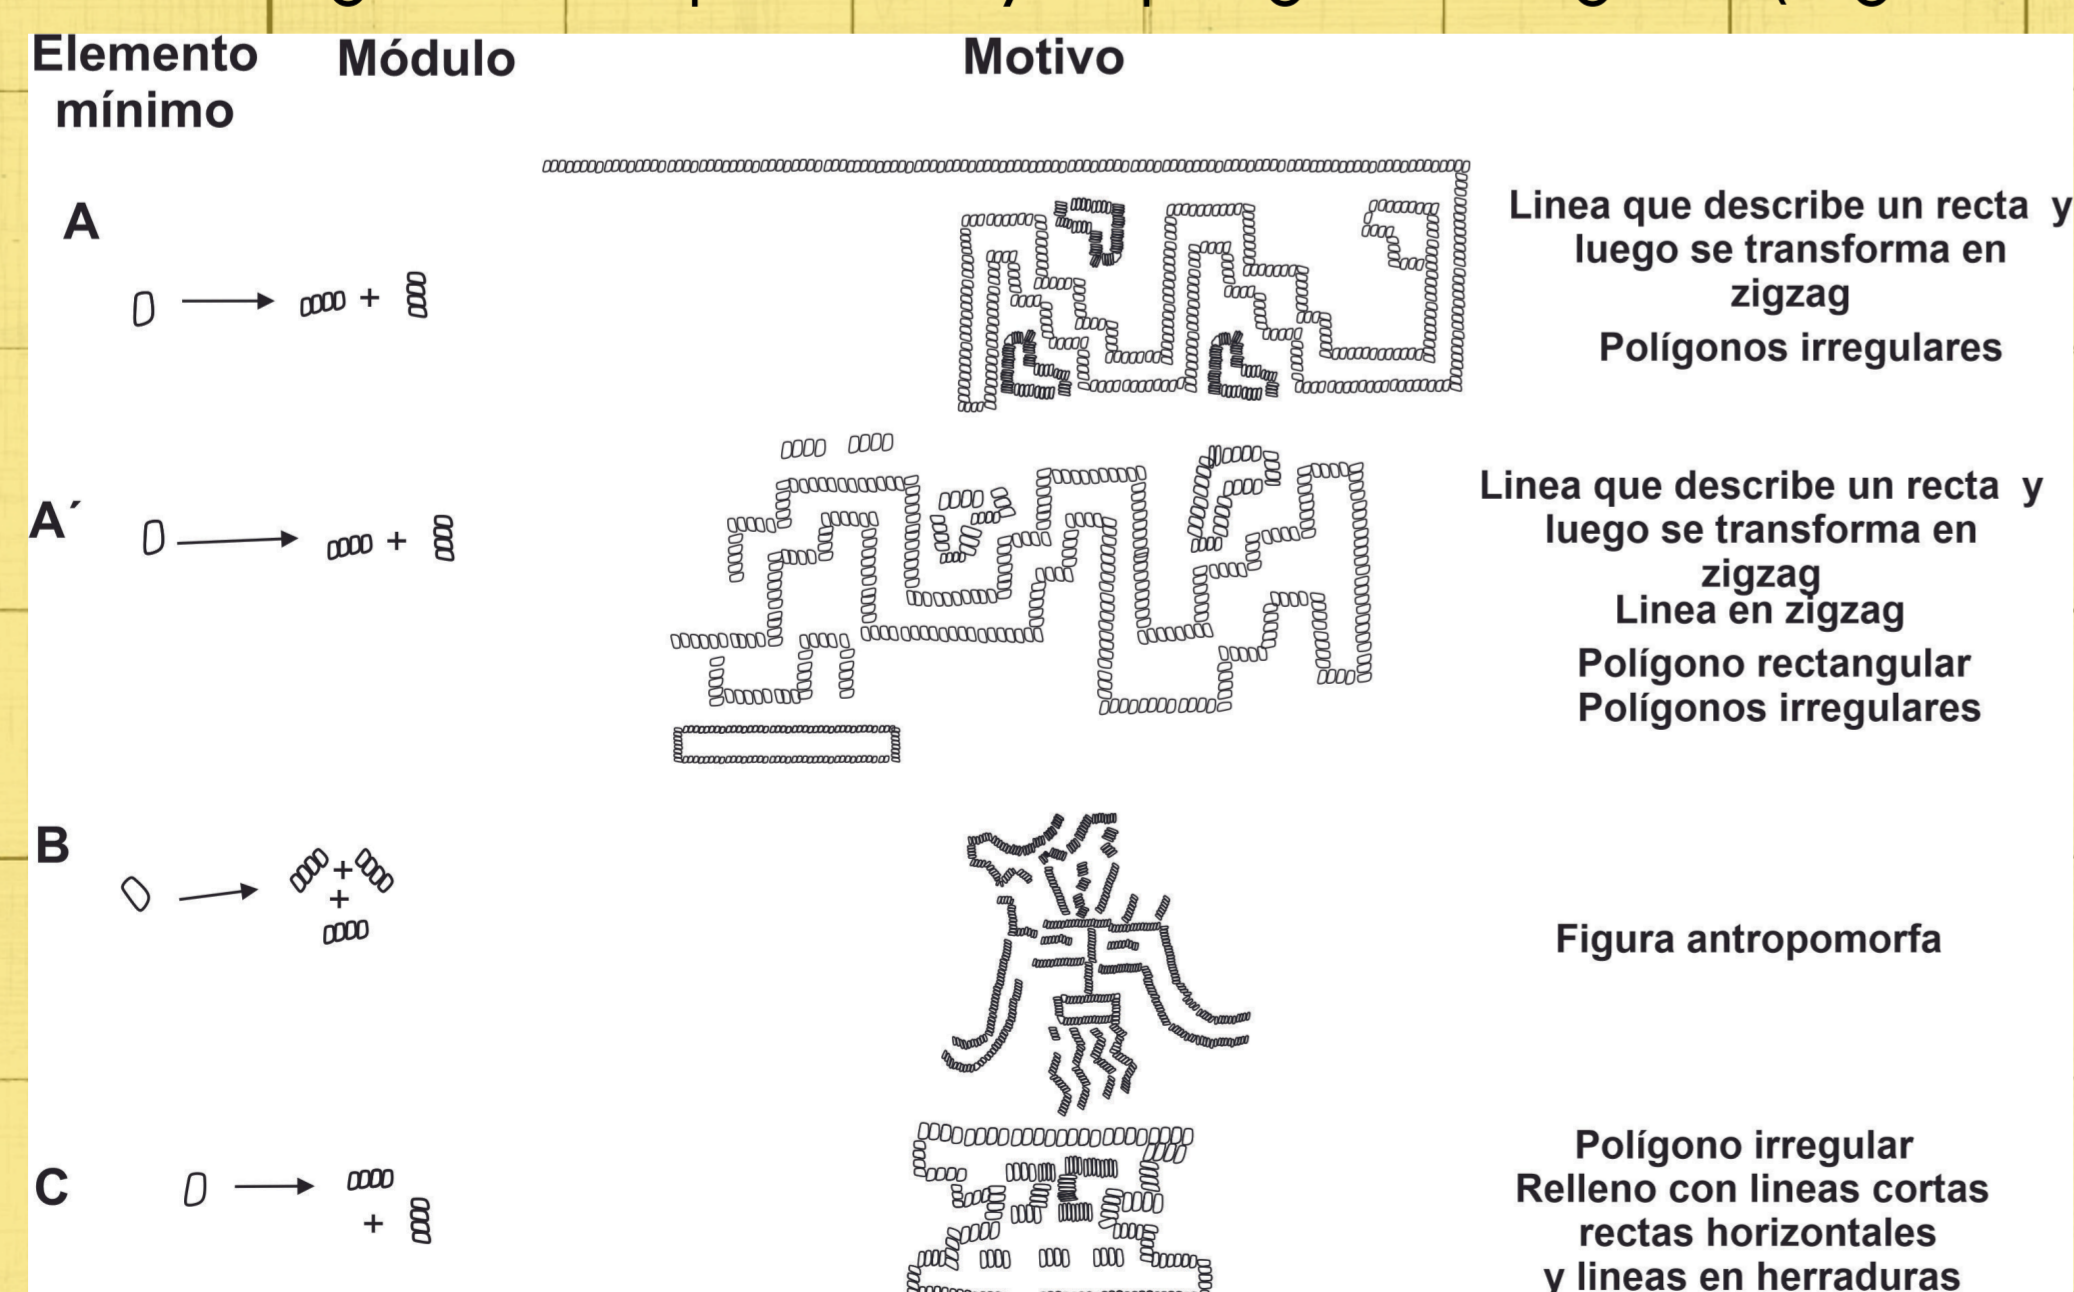 Elemento
mínimo
Módulo
Motivo
A
+
Linea que describe un recta y
luego se transforma en
zigzag
Polígonos irregulares
A´
+
Linea que describe un recta y
luego se transforma en
zigzag
Linea en zigzag
Polígono rectangular
Polígonos irregulares
B
+
+
Figura antropomorfa
C
+
Polígono irregular
Relleno con lineas cortas
rectas horizontales
y lineas en herraduras